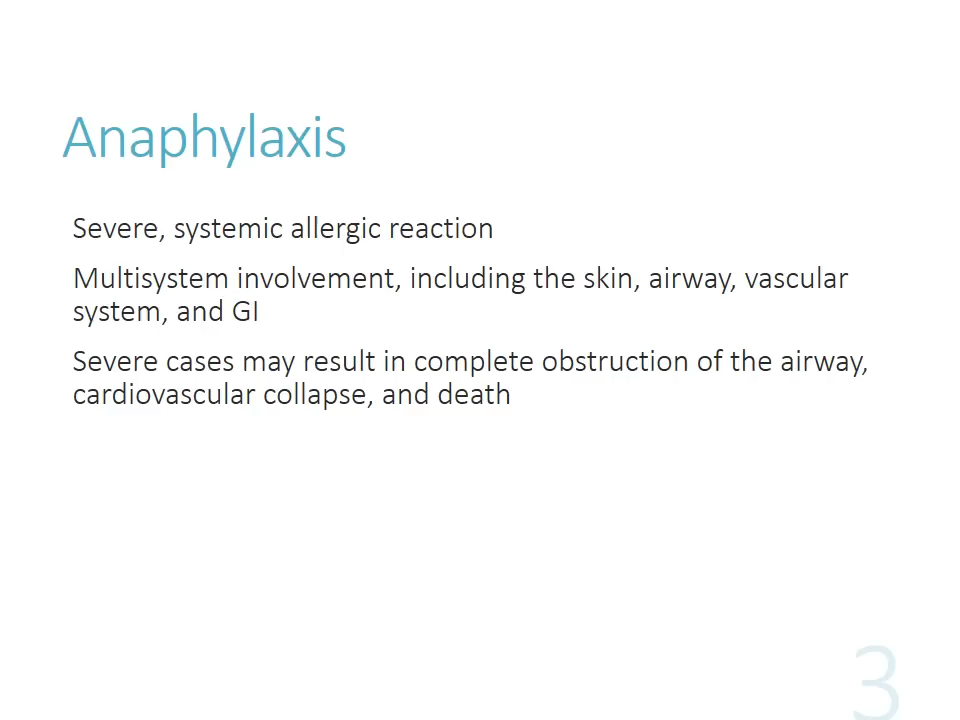 Anaphylaxis
Severe, systemic allergic reaction
Multisystem involvement, including the skin, airway, vascular
system, and GI
Severe cases may result in complete obstruction of the airway,
cardiovascular collapse, and death
3